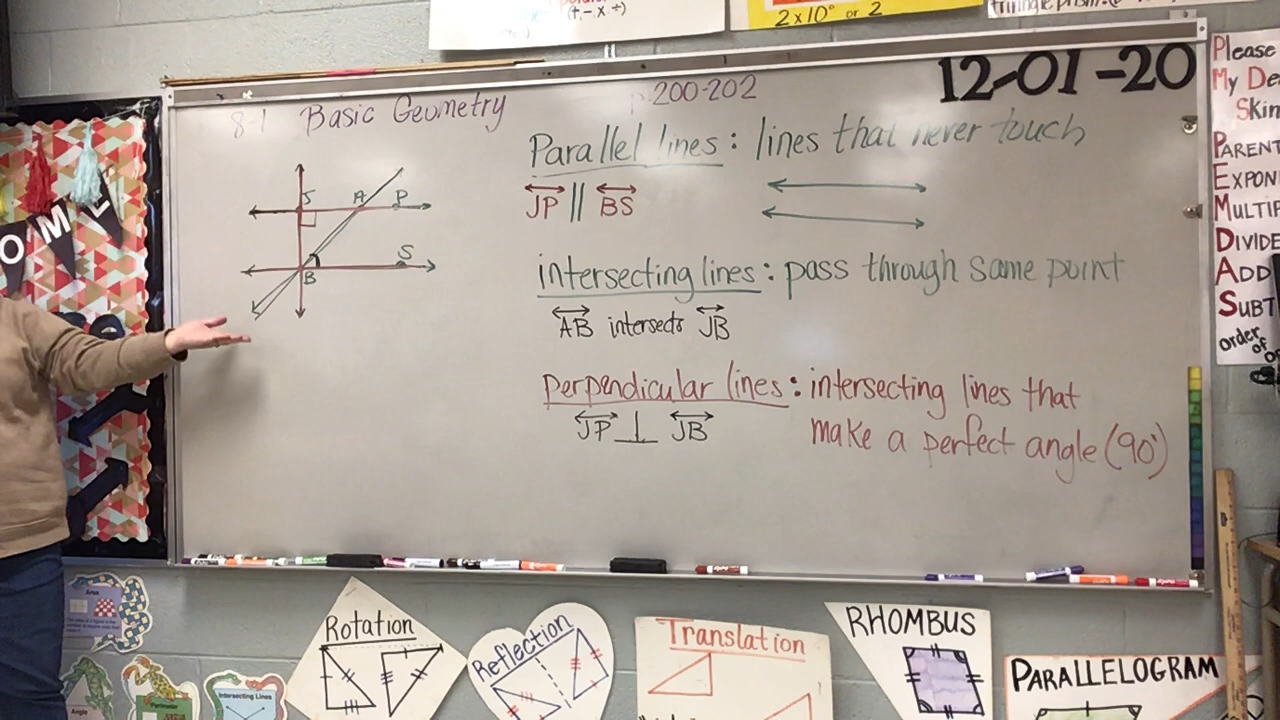 (+, -, x, ÷)
2 x 10° or 2
12-01-20
8-1 Basic Geometry
p. 200-202
Parallel lines: lines that never touch
JP || BS
intersecting lines: pass through same point
AB intersects JB
Perpendicular lines: intersecting lines that
make a perfect angle (90°)
JP ⊥ JB
J A P
S
B
O M E
Please
My De
Skin
PARENT
EXPON
MULTIP
DIVIDE
ADD
SUBT
order of
Area
Angle
Perimeter
Intersecting Lines
Rotation
Reflection
Translation
RHOMBUS
PARALLELOGRAM